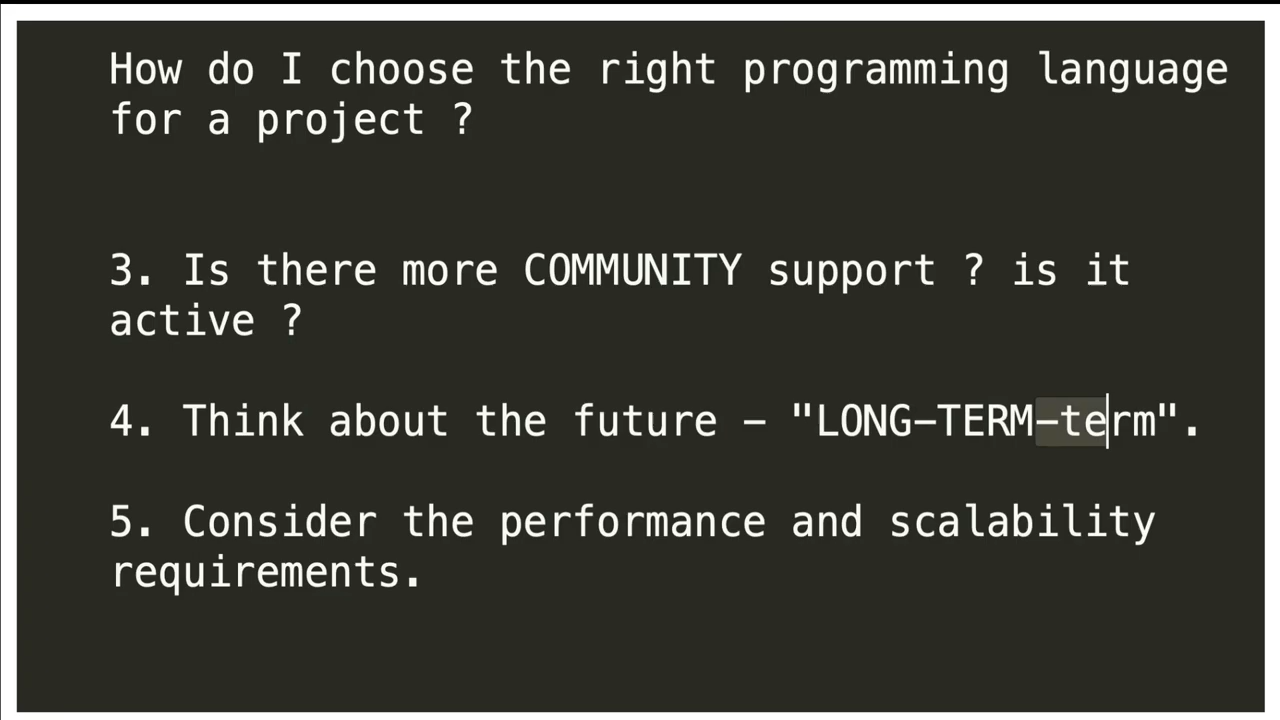 How do I choose the right programming language
for a project ?
3. Is there more COMMUNITY support ? is it
active ?
4. Think about the future - "LONG-TERM-term".
5. Consider the performance and scalability
requirements.